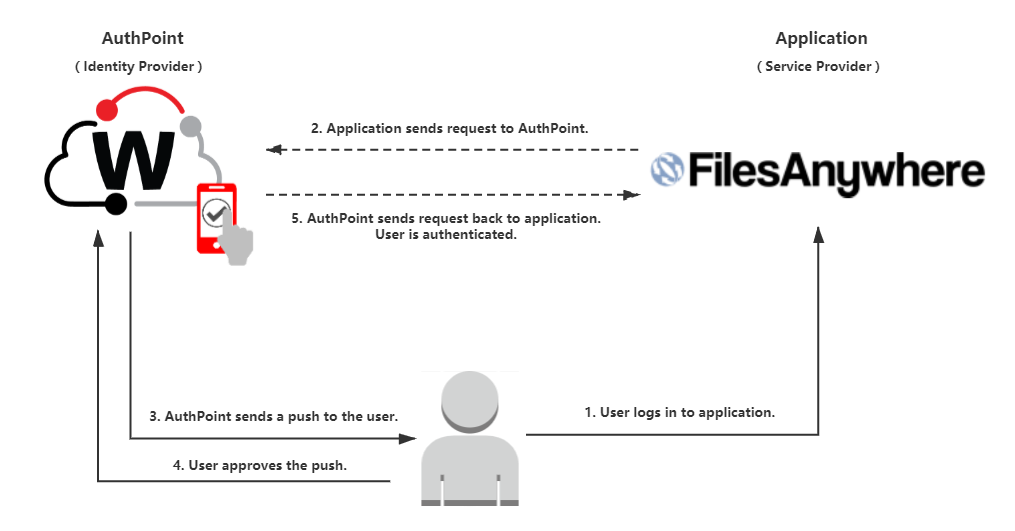 AuthPoint
( Identity Provider )
Application
( Service Provider )
W
2. Application sends request to AuthPoint.
FilesAnywhere
5. AuthPoint sends request back to application.
User is authenticated.
3. AuthPoint sends a push to the user.
1. User logs in to application.
4. User approves the push.